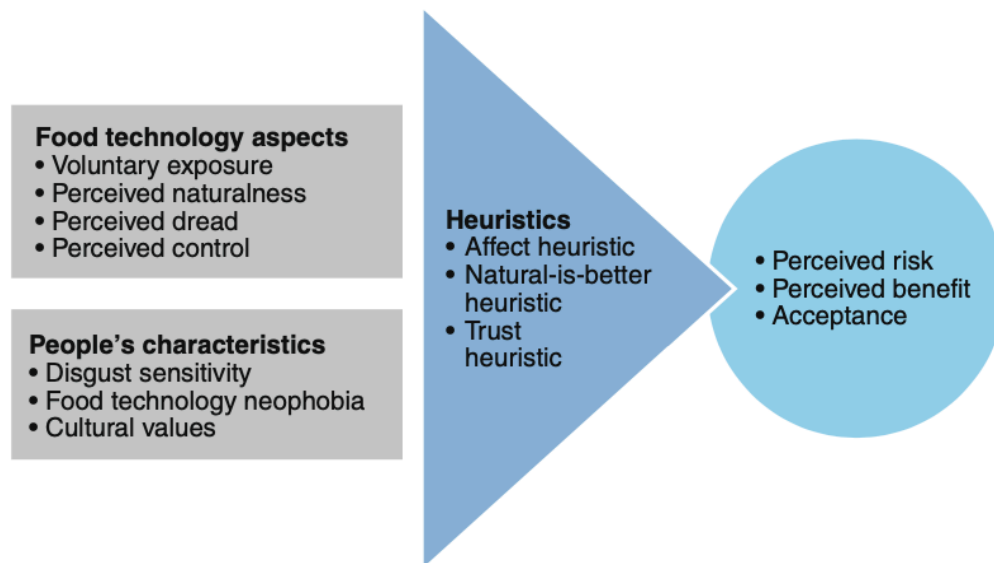 Food technology aspects
• Voluntary exposure
• Perceived naturalness
• Perceived dread
• Perceived control
People's characteristics
• Disgust sensitivity
• Food technology neophobia
• Cultural values
Heuristics
• Affect heuristic
• Natural-is-better
heuristic
• Trust
heuristic
• Perceived risk
• Perceived benefit
• Acceptance